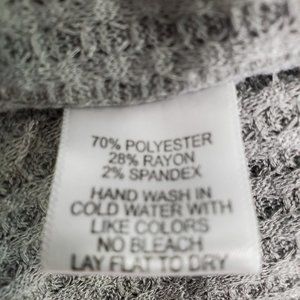 70% POLYESTER
28% RAYON
2% SPANDEX
HAND WASH IN
COLD WATER WITH
LIKE COLORS
NO BLEACH
LAY FLAT TO DRY